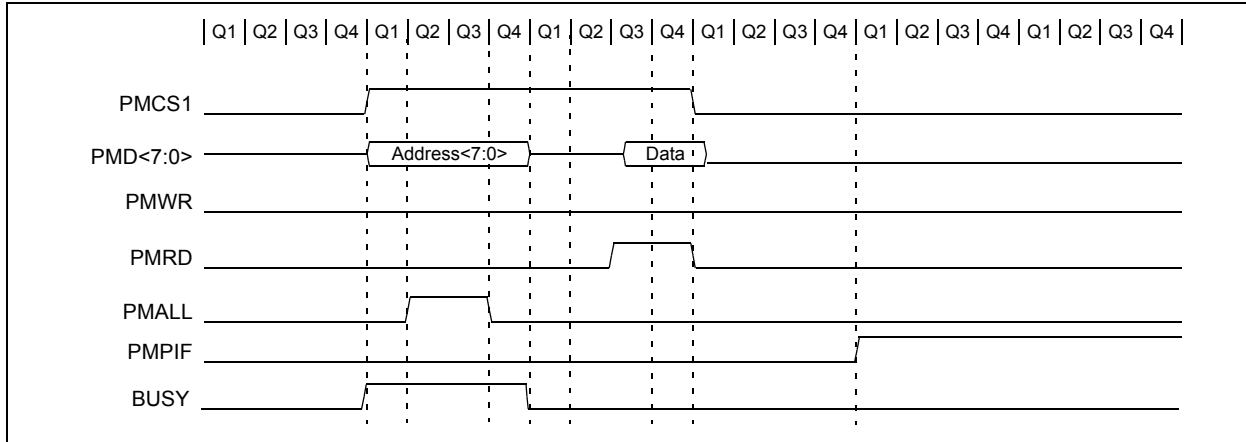 Q1 Q2 Q3 Q4 Q1 Q2 Q3 Q4 Q1 Q2 Q3 Q4 Q1 Q2 Q3 Q4 Q1 Q2 Q3 Q4 Q1 Q2 Q3 Q4
PMCS1
PMD<7:0> Address<7:0> Data
PMWR
PMRD
PMALL
PMPIF
BUSY